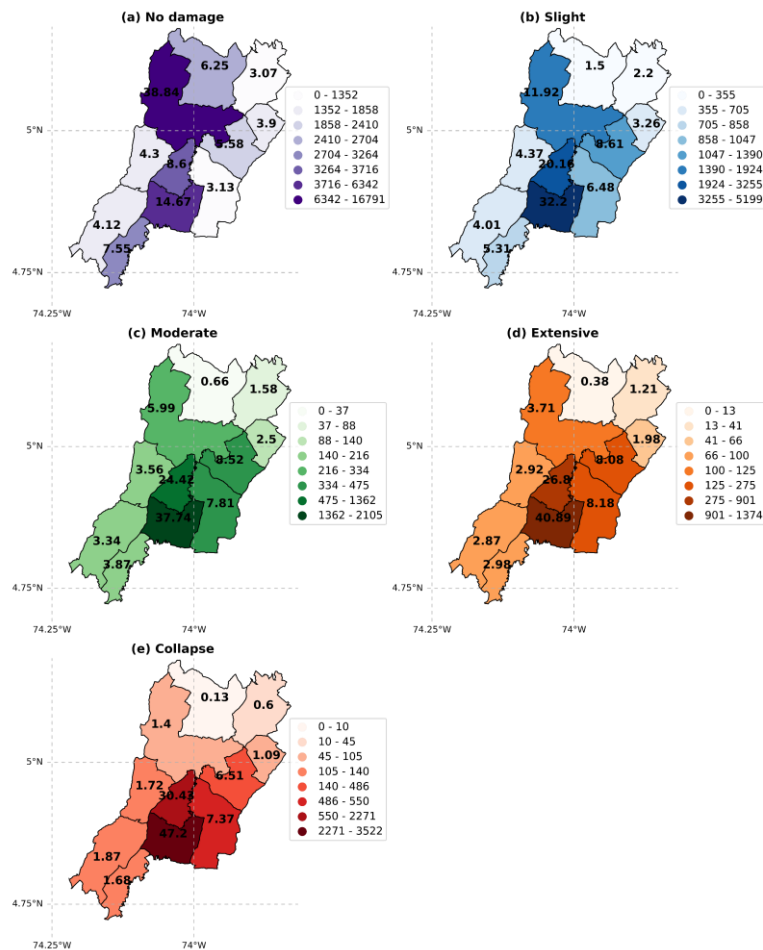 (a) No damage
6.25
3.07
38.84
3.9
5°N
5.58
4.3
8.6
3.13
14.67
4.12
7.55
4.75°N
74.25°W
74°W
0 - 1352
1352 - 1858
1858 - 2410
2410 - 2704
2704 - 3264
3264 - 3716
3716 - 6342
6342 - 16791
(b) Slight
1.5
2.2
11.92
3.26
5°N
8.61
4.37
20.16
6.48
32.2
4.01
5.31
4.75°N
74.25°W
74°W
0 - 355
355 - 705
705 - 858
858 - 1047
1047 - 1390
1390 - 1924
1924 - 3255
3255 - 5199
(c) Moderate
0.66
1.58
5.99
2.5
5°N
8.52
3.56
24.42
7.81
37.74
3.34
3.87
4.75°N
74.25°W
74°W
0 - 37
37 - 88
88 - 140
140 - 216
216 - 334
334 - 475
475 - 1362
1362 - 2105
(d) Extensive
0.38
1.21
3.71
1.98
5°N
8.08
2.92
26.8
8.18
40.89
2.87
2.98
4.75°N
74.25°W
74°W
0 - 13
13 - 41
41 - 66
66 - 100
100 - 125
125 - 275
275 - 901
901 - 1374
(e) Collapse
0.13
0.6
1.4
1.09
5°N
6.51
1.72
30.43
7.37
47.2
1.87
1.68
4.75°N
74.25°W
74°W
0 - 10
10 - 45
45 - 105
105 - 140
140 - 486
486 - 550
550 - 2271
2271 - 3522